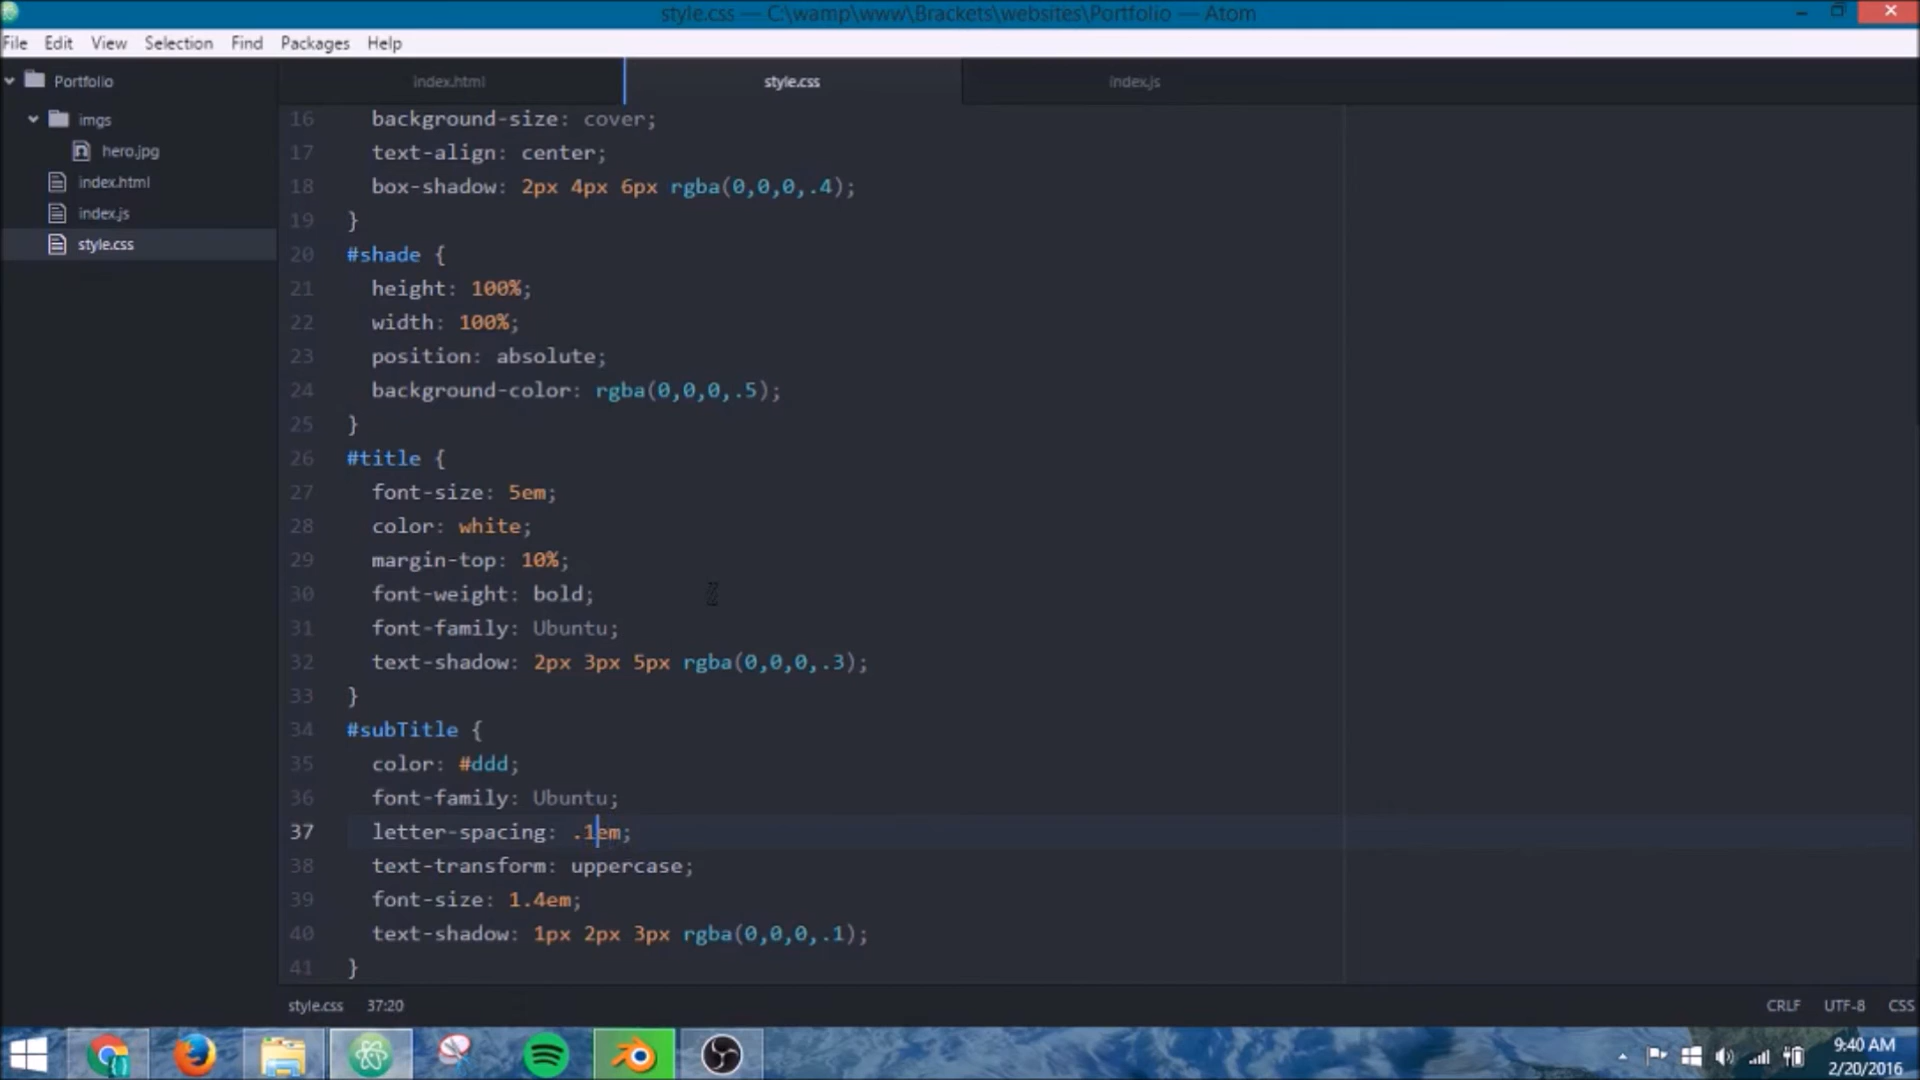 style.css — C:\wamp\www\Brackets\websites\Portfolio — Atom
File Edit View Selection Find Packages Help
Portfolio
imgs
hero.jpg
index.html
index.js
style.css
index.html style.css index.js
16 background-size: cover;
17 text-align: center;
18 box-shadow: 2px 4px 6px rgba(0,0,0,.4);
19 }
20 #shade {
21 height: 100%;
22 width: 100%;
23 position: absolute;
24 background-color: rgba(0,0,0,.5);
25 }
26 #title {
27 font-size: 5em;
28 color: white;
29 margin-top: 10%;
30 font-weight: bold;
31 font-family: Ubuntu;
32 text-shadow: 2px 3px 5px rgba(0,0,0,.3);
33 }
34 #subTitle {
35 color: #ddd;
36 font-family: Ubuntu;
37 letter-spacing: .1em;
38 text-transform: uppercase;
39 font-size: 1.4em;
40 text-shadow: 1px 2px 3px rgba(0,0,0,.1);
41 }
style.css 37:20 CRLF UTF-8 CSS
9:40 AM
2/20/2016